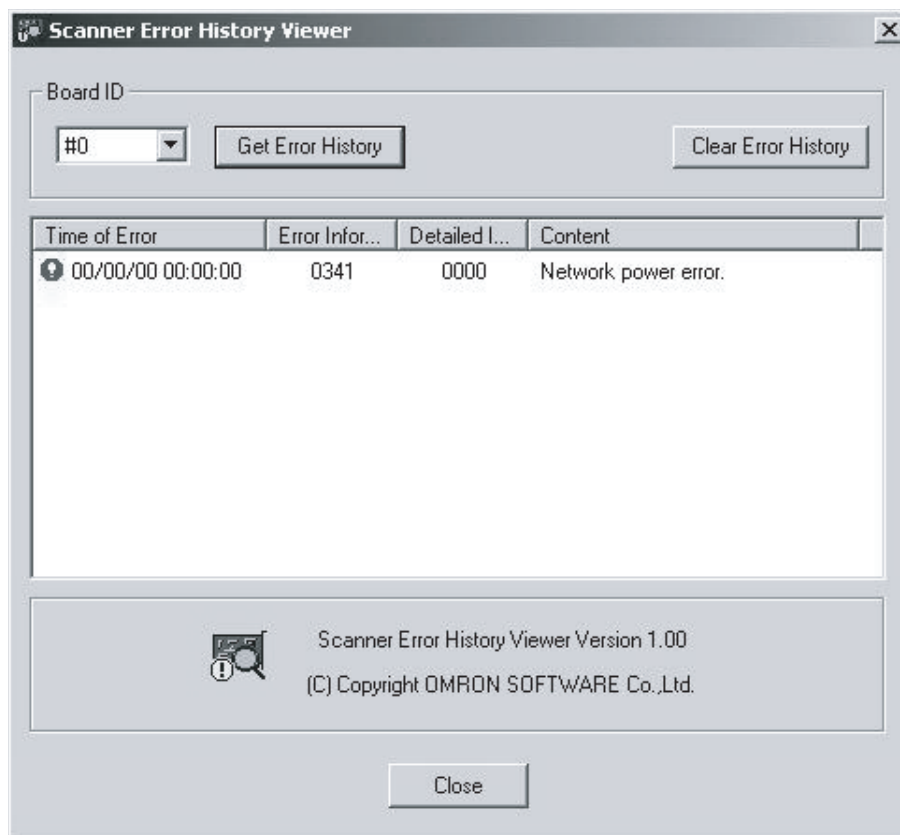 Scanner Error History Viewer
Board ID
#0 Get Error History Clear Error History
Time of Error Error Infor... Detailed I... Content
00/00/00 00:00:00 0341 0000 Network power error.
Scanner Error History Viewer Version 1.00
(C) Copyright OMRON SOFTWARE Co.,Ltd.
Close